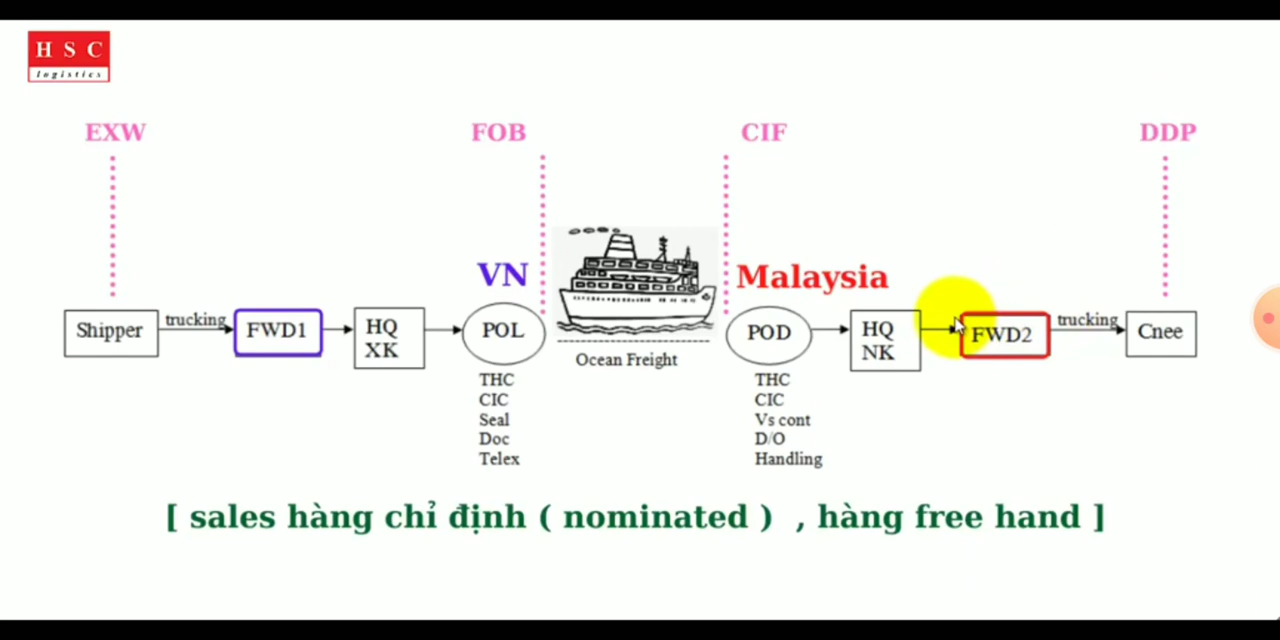 H S C
logistics
EXW
FOB
CIF
DDP
VN
Malaysia
Shipper
trucking
FWD1
HQ
XK
POL
Ocean Freight
POD
HQ
NK
FWD2
trucking
Cnee
THC
CIC
Seal
Doc
Telex
THC
CIC
Vs cont
D/O
Handling
[ sales hàng chỉ định ( nominated ) , hàng free hand ]